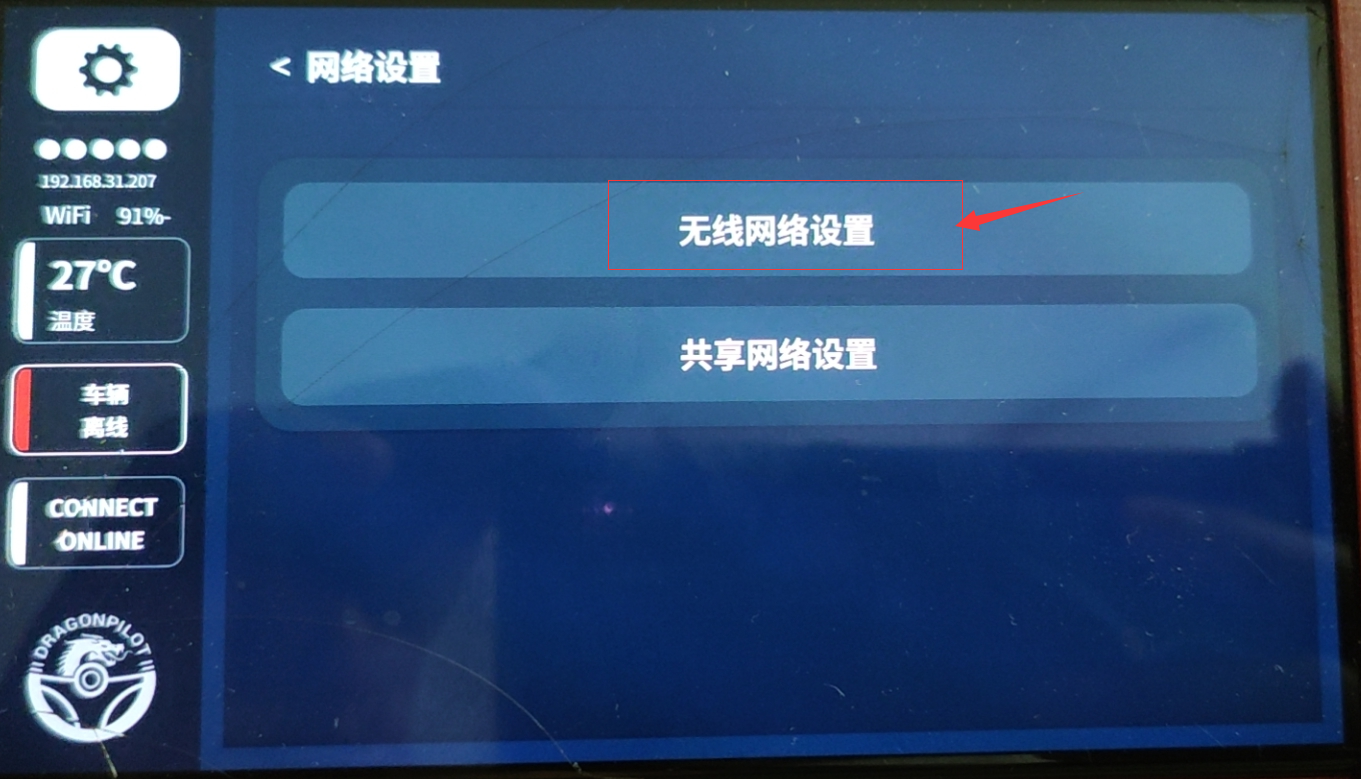 < 网络设置
192.168.31.207
WiFi 91%-
27°C
温度
车辆
离线
CONNECT
ONLINE
DRAGONPILOT
无线网络设置
共享网络设置